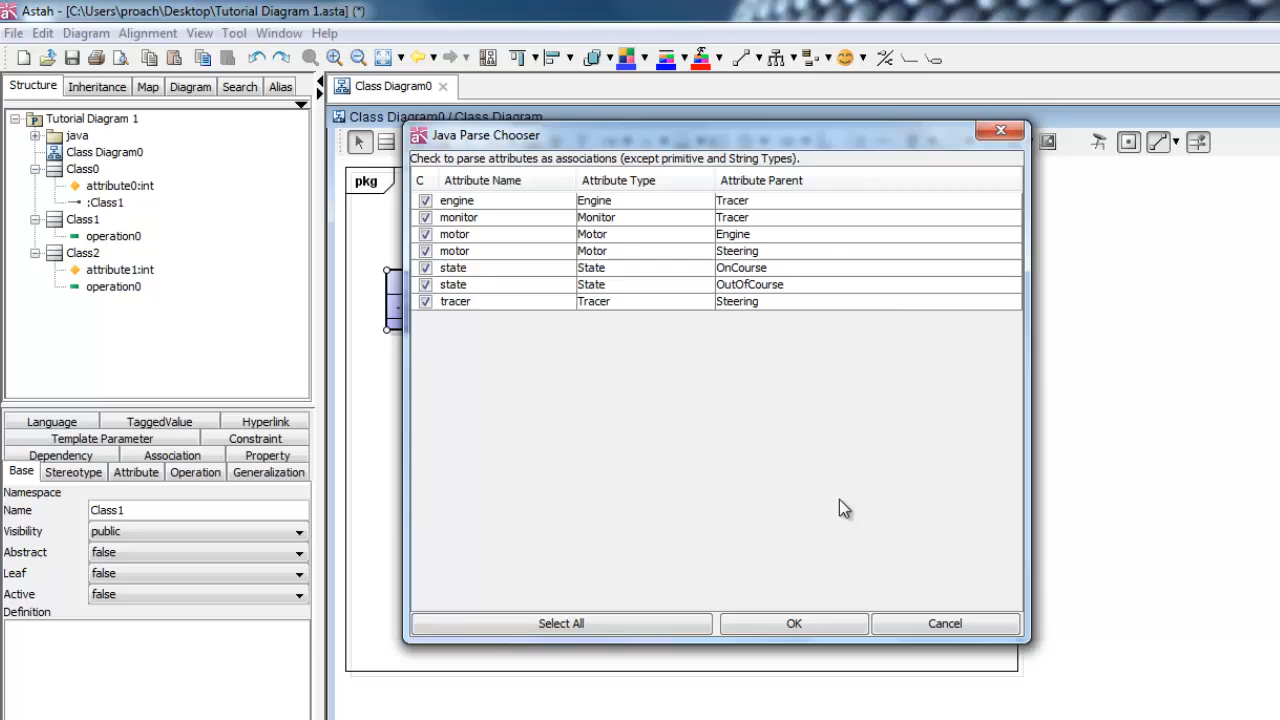 Astah - [C:\Users\proach\Desktop\Tutorial Diagram 1.asta] (*)
File Edit Diagram Alignment View Tool Window Help
Structure Inheritance Map Diagram Search Alias
Tutorial Diagram 1
java
Class Diagram0
Class0
attribute0:int
:Class1
Class1
operation0
Class2
attribute1:int
operation0
Language TaggedValue Hyperlink
Template Parameter Constraint
Dependency Association Property
Base Stereotype Attribute Operation Generalization
Namespace
Name Class1
Visibility public
Abstract false
Leaf false
Active false
Definition
Class Diagram0
Class Diagram0 / Class Diagram
pkg
Java Parse Chooser
Check to parse attributes as associations (except primitive and String Types).
C Attribute Name Attribute Type Attribute Parent
engine Engine Tracer
monitor Monitor Tracer
motor Motor Engine
motor Motor Steering
state State OnCourse
state State OutOfCourse
tracer Tracer Steering
Select All OK Cancel